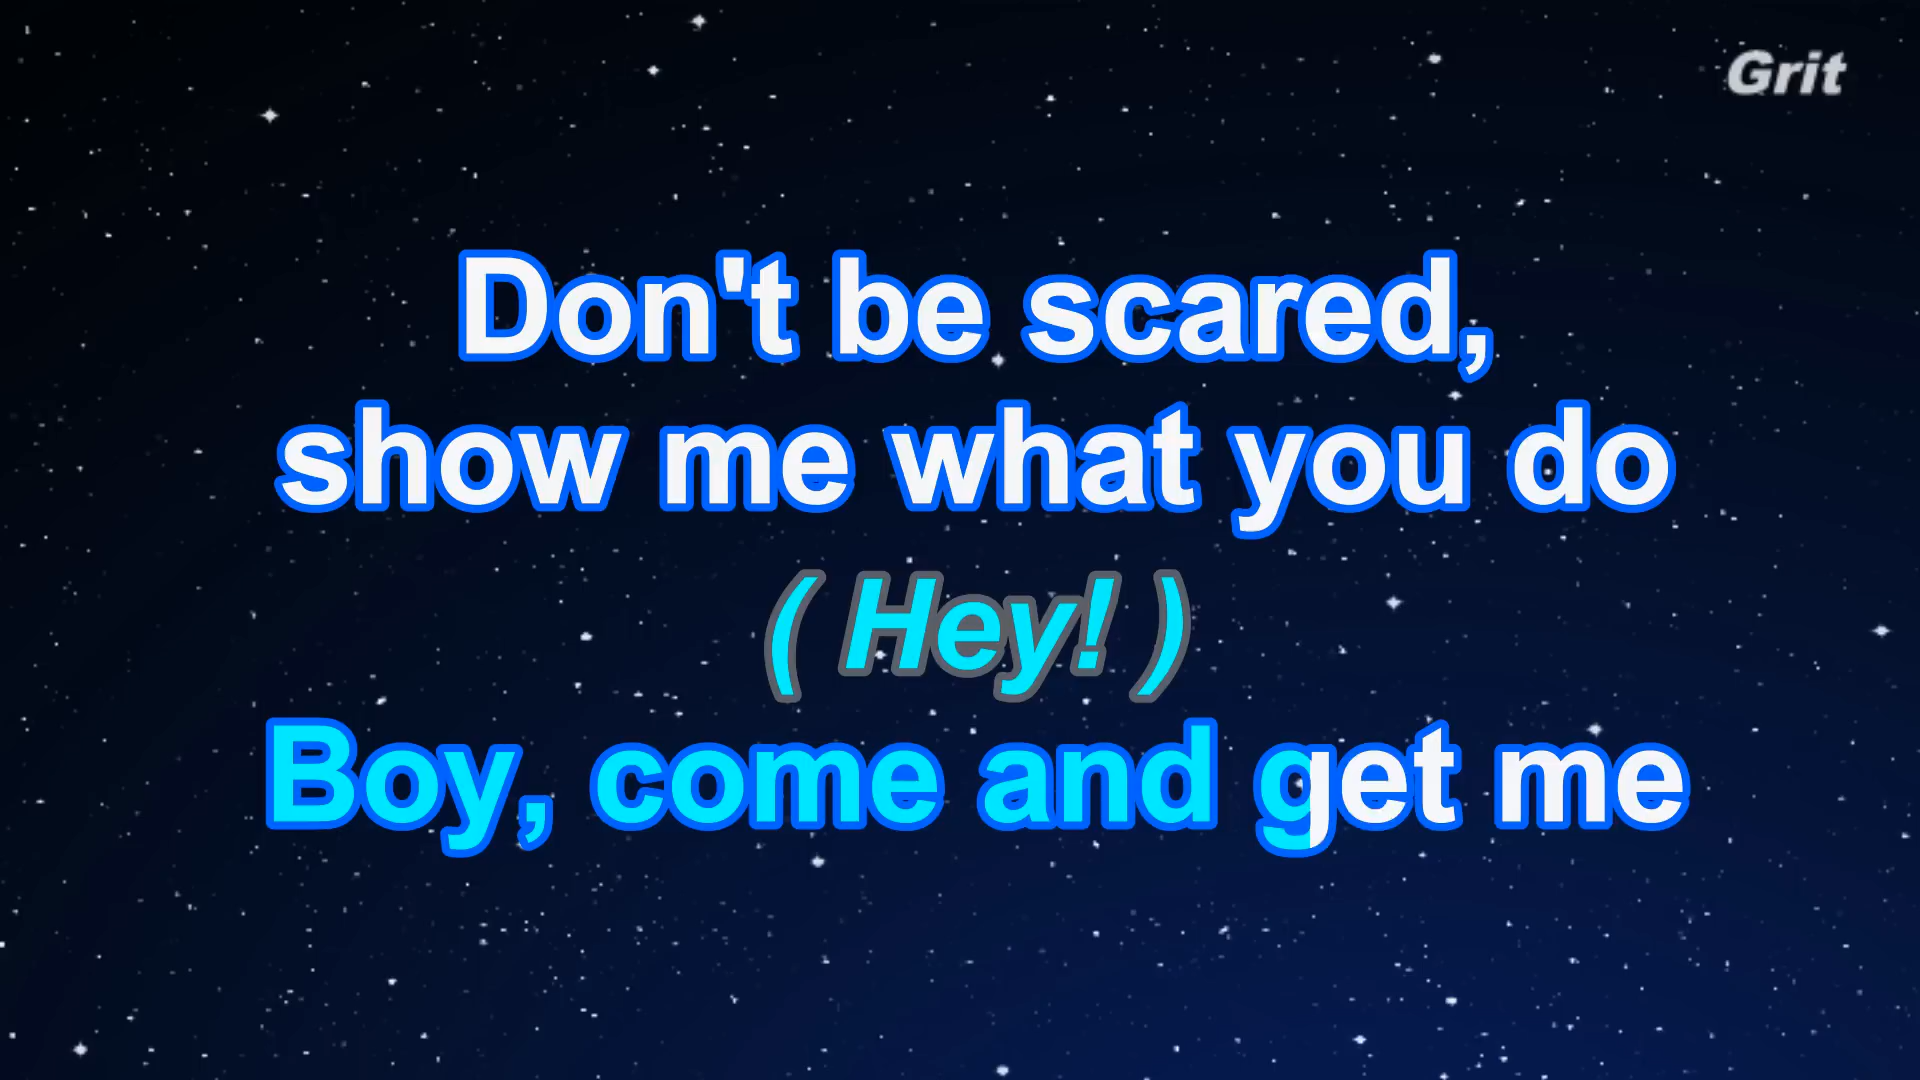 Grit
Don't be scared,
show me what you do
( Hey! )
Boy, come and get me